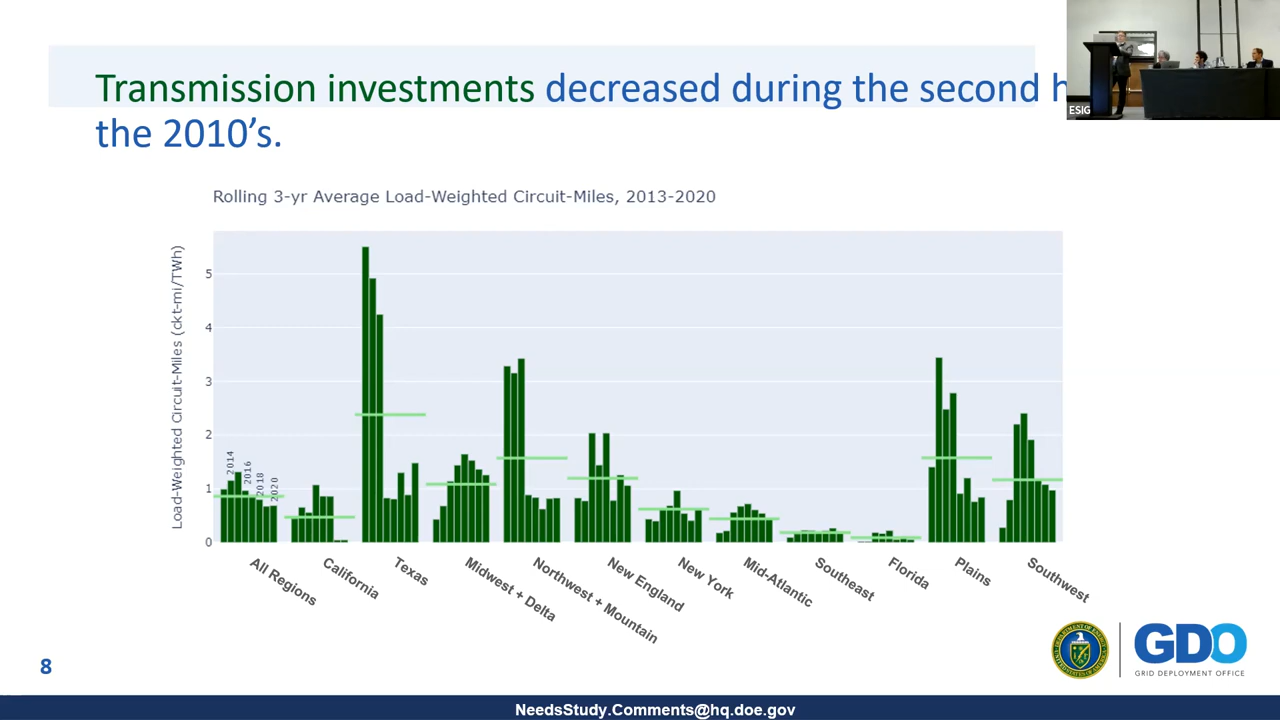 Transmission investments decreased during the second h
the 2010's.
ESIG
Rolling 3-yr Average Load-Weighted Circuit-Miles, 2013-2020
Load-Weighted Circuit-Miles (ckt-mi/TWh)
5
4
3
2
1
0
2014
2016
2018
2020
All Regions
California
Texas
Midwest + Delta
Northwest + Mountain
New England
New York
Mid-Atlantic
Southeast
Florida
Plains
Southwest
GDO
GRID DEPLOYMENT OFFICE
8
NeedsStudy.Comments@hq.doe.gov